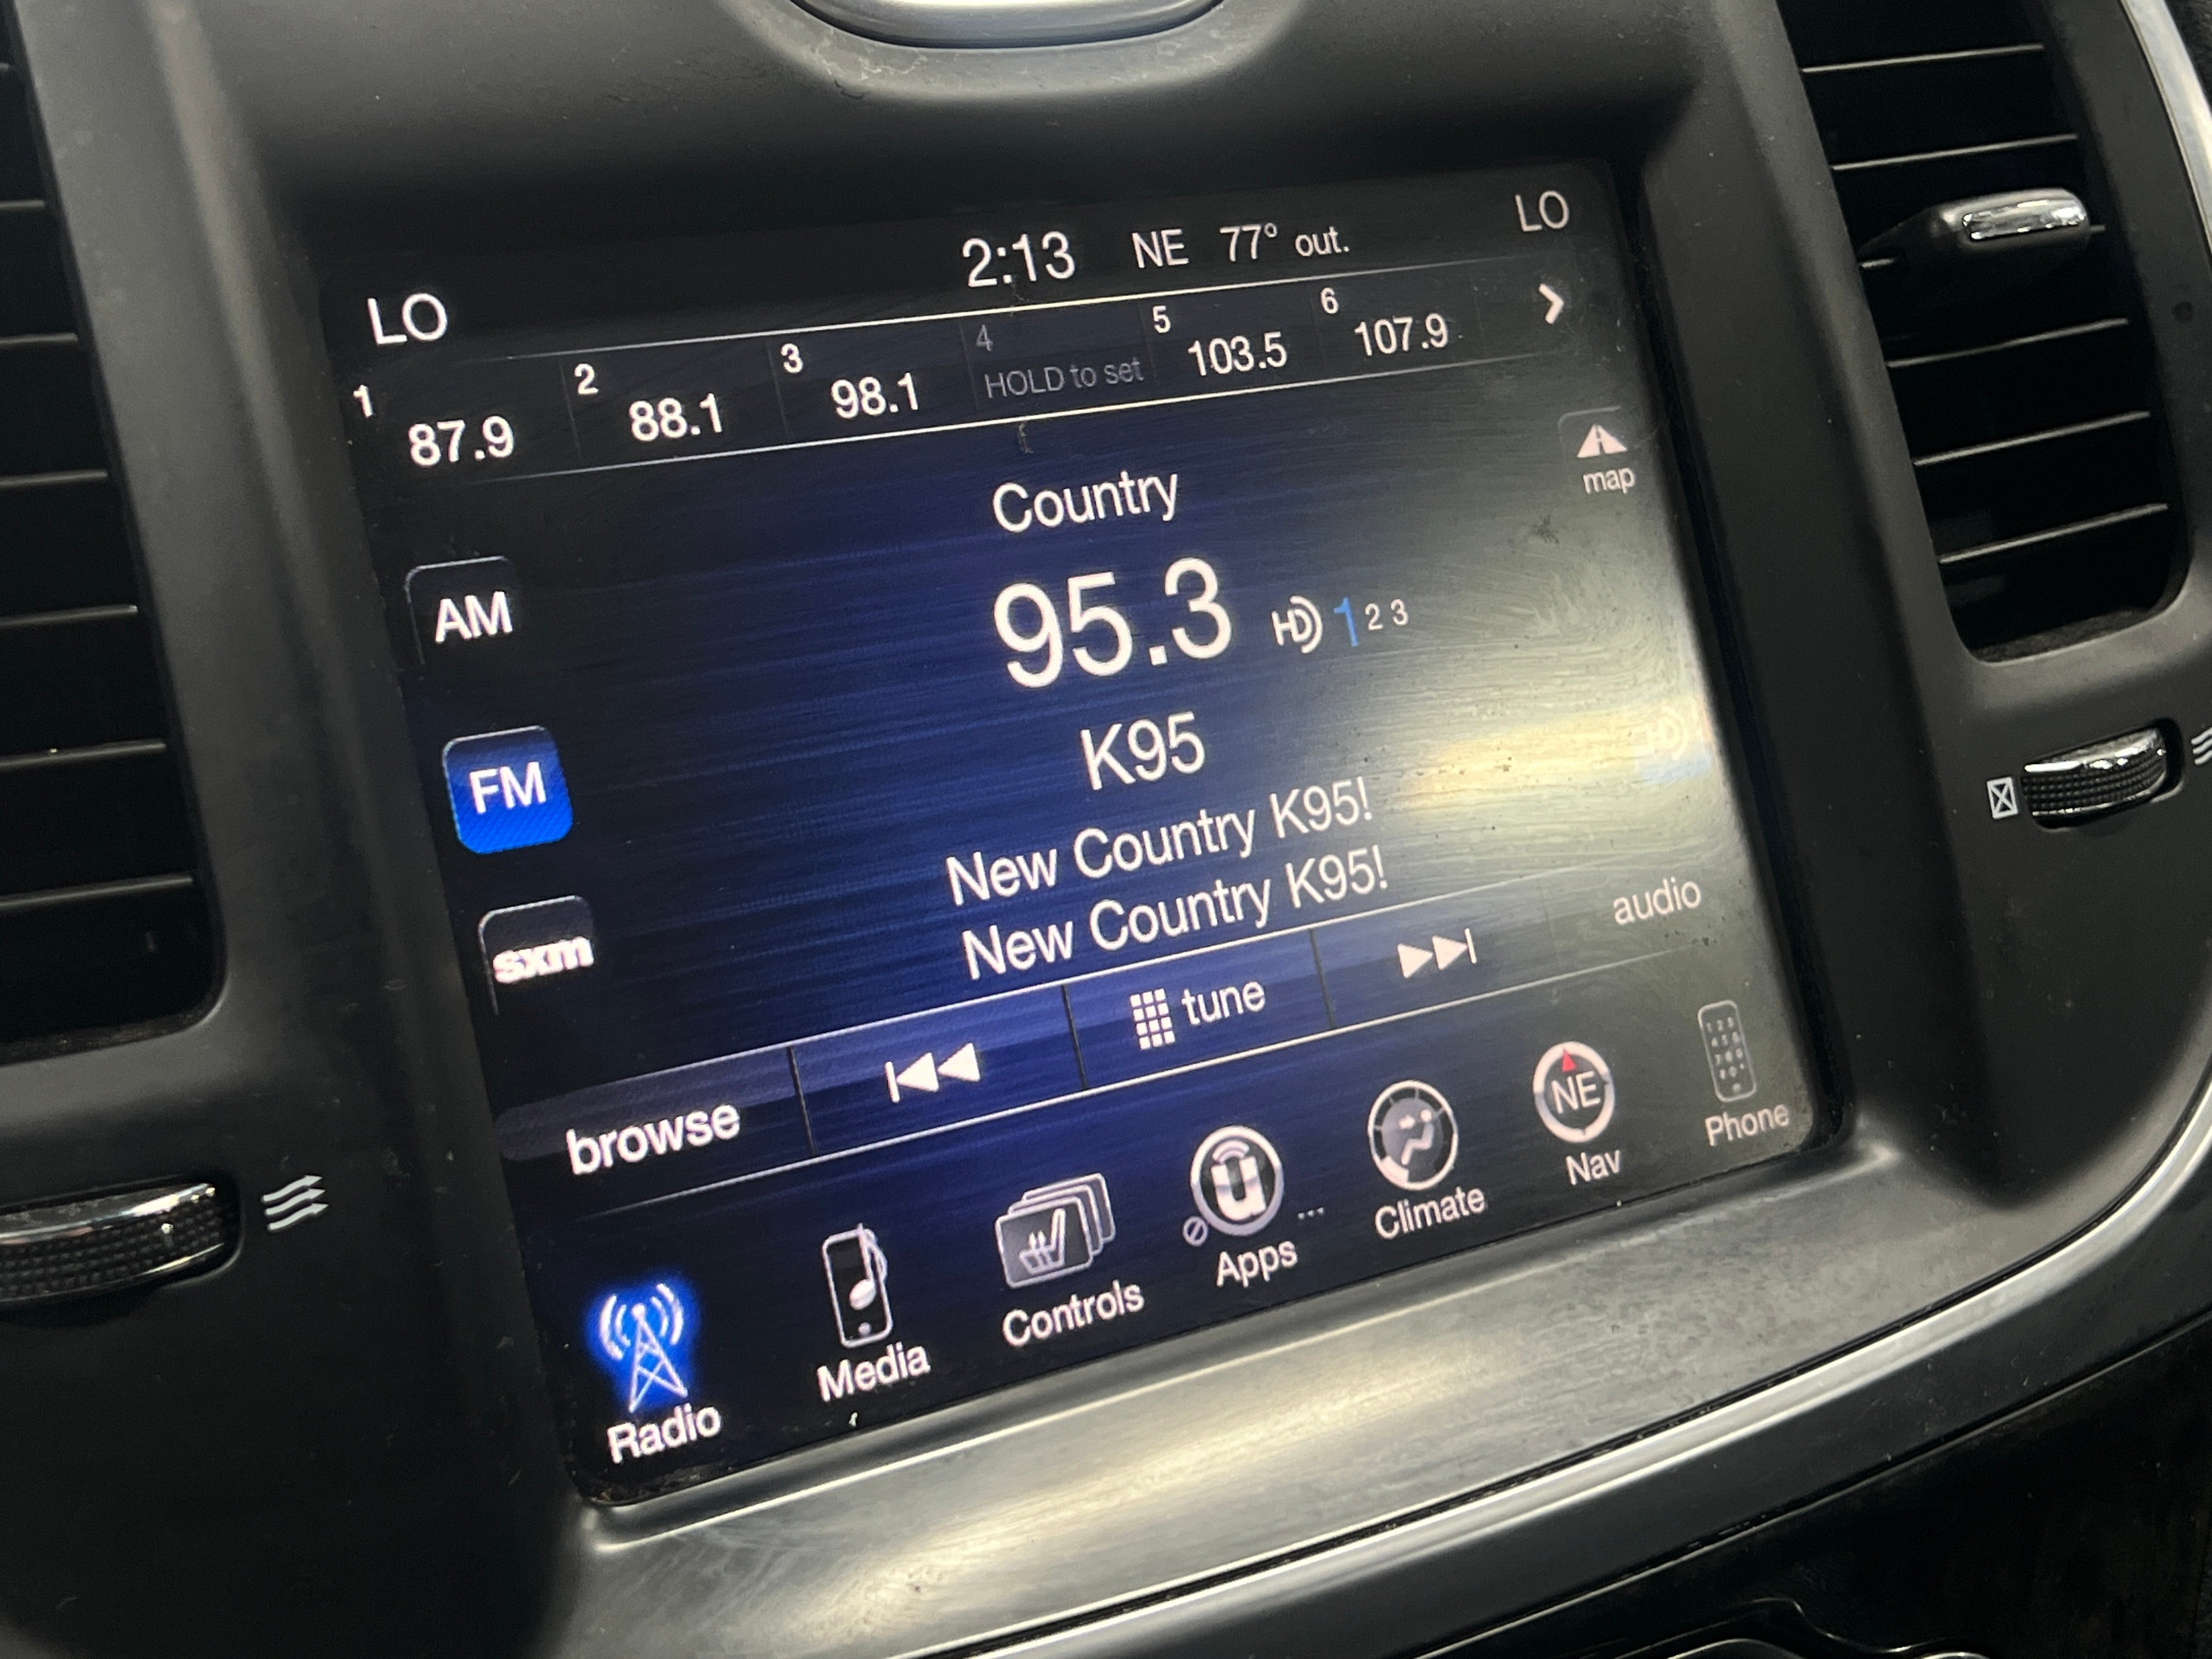 LO 2:13 NE 77° out. LO
1 87.9 2 88.1 3 98.1 4 HOLD to set 5 103.5 6 107.9
map
Country
AM
95.3 HD 1 2 3
FM
K95
New Country K95!
New Country K95!
sxm
browse tune audio
Radio Media Controls u ... Apps Climate NE Nav Phone